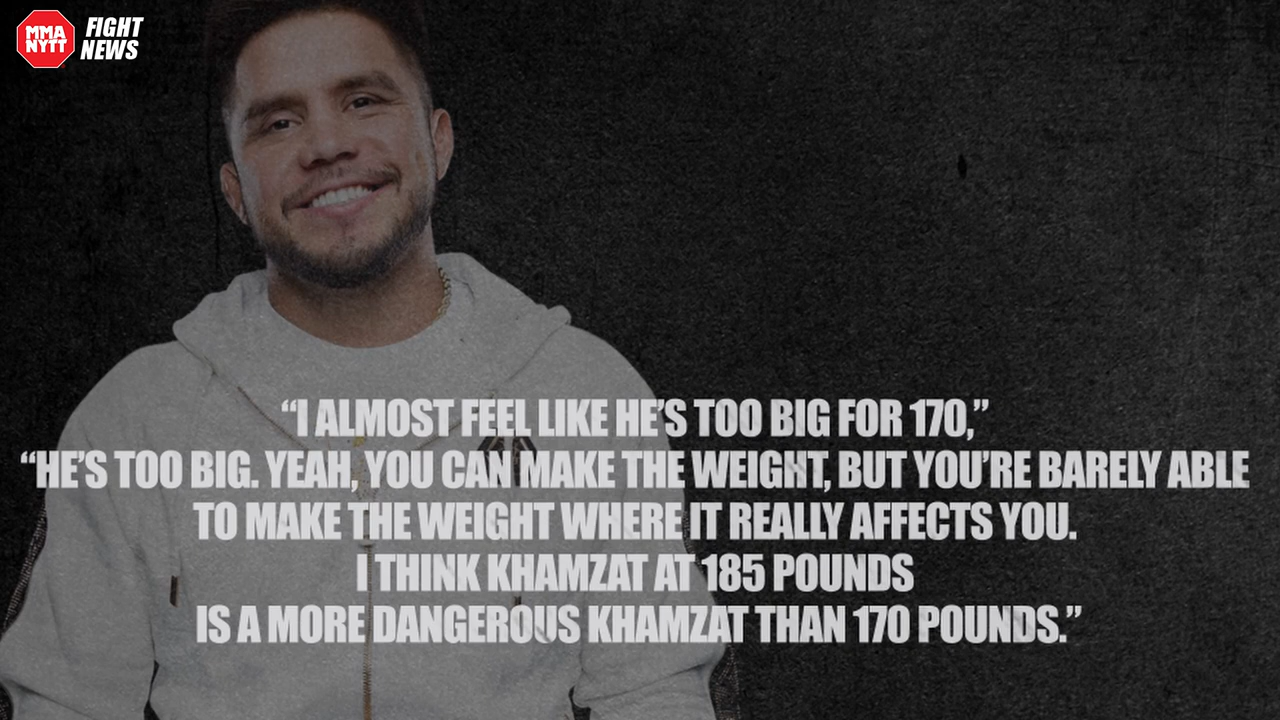 MMA
NYTT
FIGHT
NEWS
“I ALMOST FEEL LIKE HE’S TOO BIG FOR 170,”
“HE’S TOO BIG. YEAH, YOU CAN MAKE THE WEIGHT, BUT YOU’RE BARELY ABLE
TO MAKE THE WEIGHT WHERE IT REALLY AFFECTS YOU.
I THINK KHAMZAT AT 185 POUNDS
IS A MORE DANGEROUS KHAMZAT THAN 170 POUNDS.”